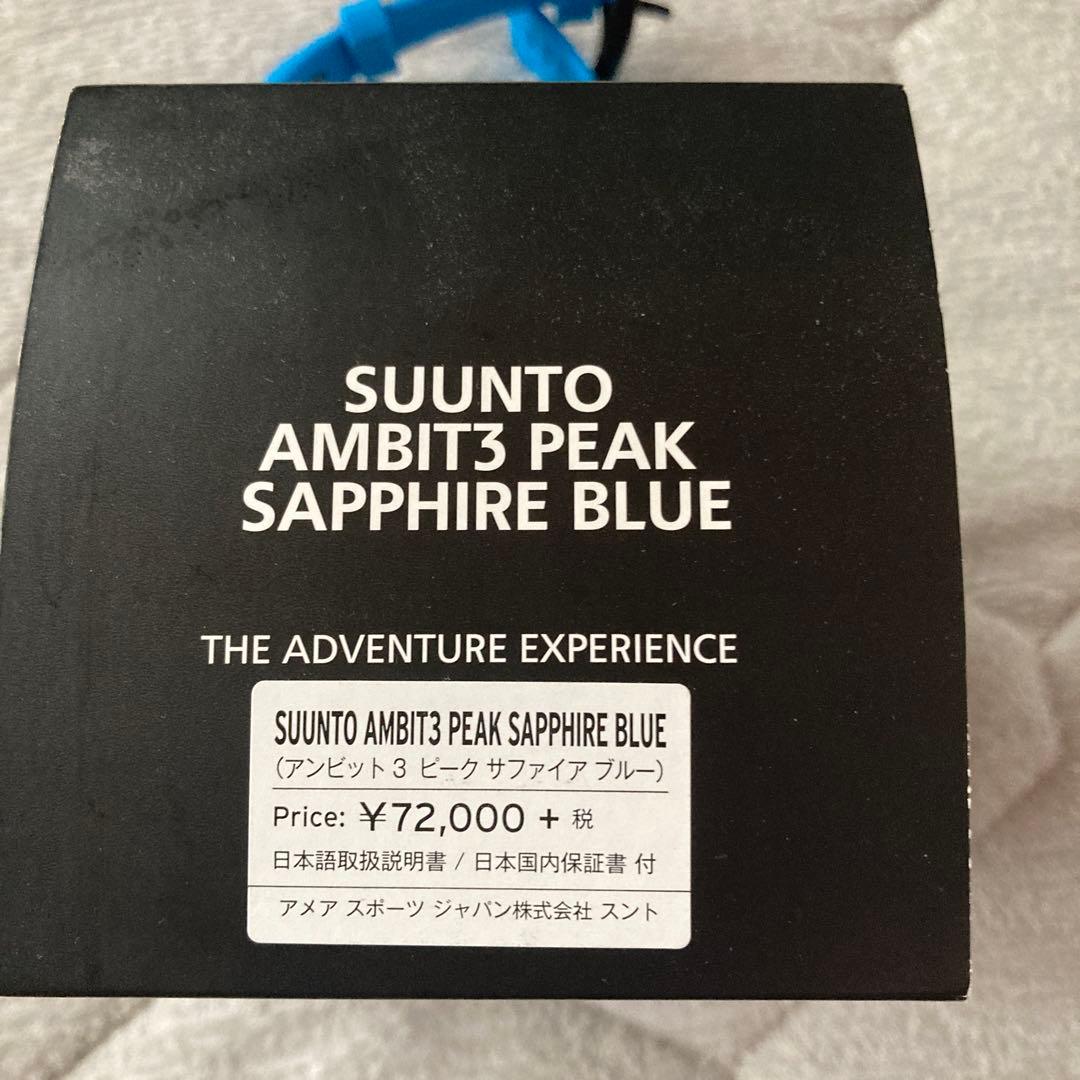 SUUNTO
AMBIT3 PEAK
SAPPHIRE BLUE
THE ADVENTURE EXPERIENCE
SUUNTO AMBIT3 PEAK SAPPHIRE BLUE
(アンビット3 ピーク サファイア ブルー)
Price: ¥72,000 + 税
日本語取扱説明書 / 日本国内保証書 付
アメア スポーツ ジャパン株式会社 スント